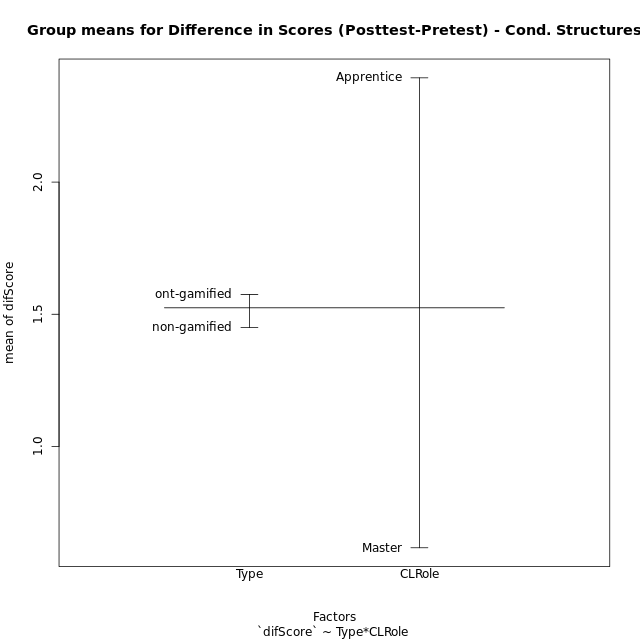 Group means for Difference in Scores (Posttest-Pretest) - Cond. Structures
Apprentice
2.0
ont-gamified
1.5
non-gamified
mean of difScore
1.0
Master
Type CLRole
Factors
`difScore` ~ Type*CLRole